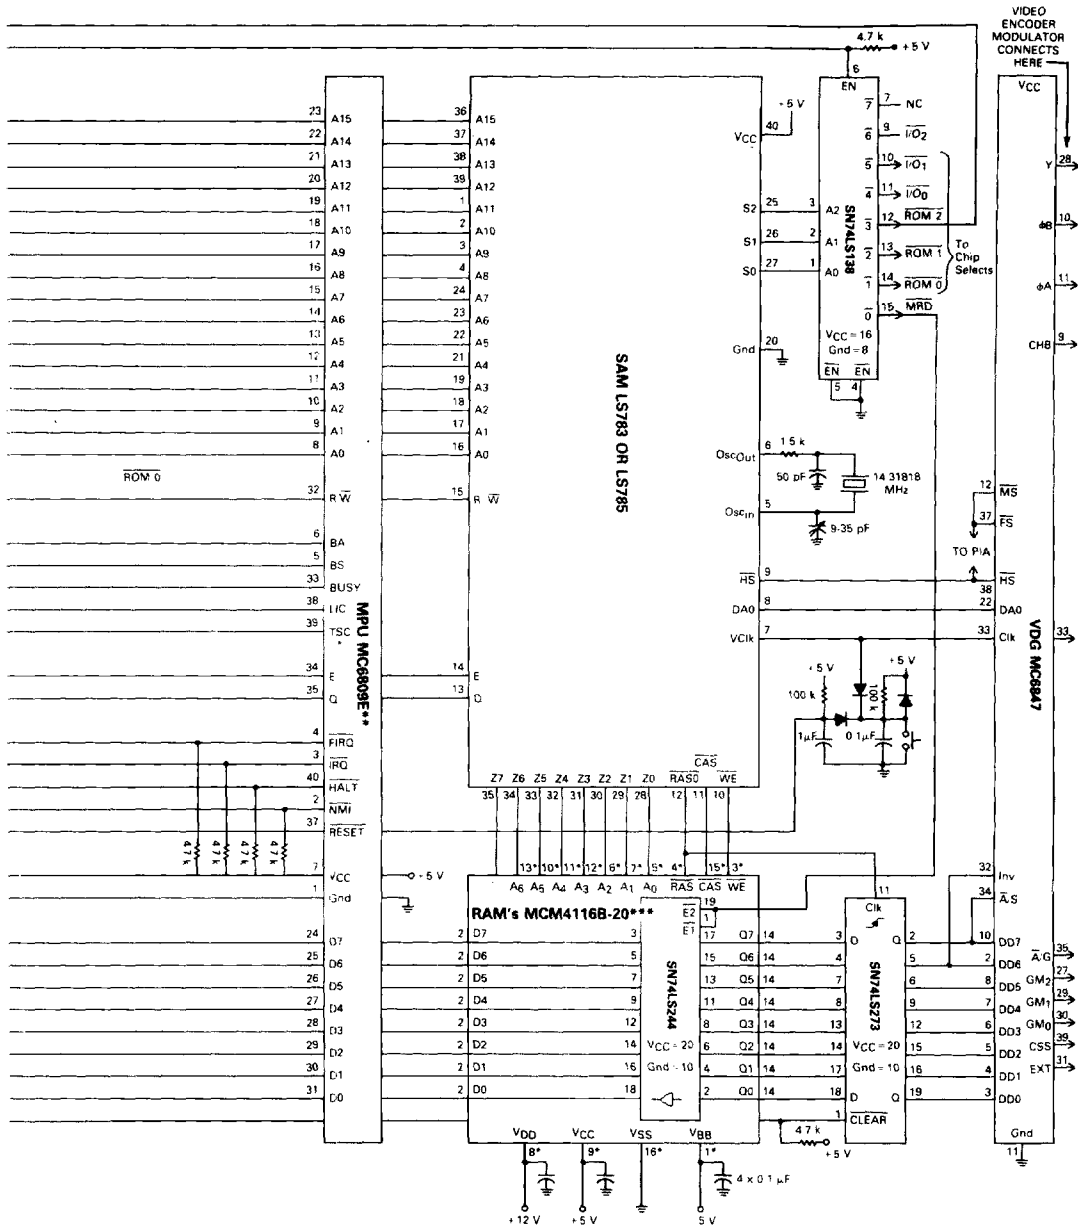 VIDEO
ENCODER
MODULATOR
CONNECTS
HERE
4.7 k
+5 V
6
EN
VCC
7 7 NC
6 9 I/O2
5 10 I/O1
4 11 I/O0
3 12 ROM 2
2 13 ROM 1
1 14 ROM 0
0 15 MRD
To
Chip
Selects
SN74LS138
VCC = 16
Gnd = 8
EN EN
5 4
3 A2
2 A1
1 A0
23 A15 36 A15
22 A14 37 A14
21 A13 38 A13
20 A12 39 A12
19 A11 1 A11
18 A10 2 A10
17 A9 3 A9
16 A8 4 A8
15 A7 24 A7
14 A6 23 A6
13 A5 22 A5
12 A4 21 A4
11 A3 19 A3
10 A2 18 A2
9 A1 17 A1
8 A0 16 A0
ROM 0
32 R W 15 R W
6 BA
5 BS
33 BUSY
38 LIC
39 TSC
34 E 14 E
35 Q 13 Q
4 FIRQ
3 IRQ
40 HALT
2 NMI
37 RESET
4.7 k
4.7 k
4.7 k
4.7 k
7 VCC
+5 V
1 Gnd
24 D7
25 D6
26 D5
27 D4
28 D3
29 D2
30 D1
31 D0
MPU MC6809E**
SAM LS783 OR LS785
- 5 V
VCC 40
S2 25
S1 26
S0 27
Gnd 20
OscOut 6
1 5 k
50 pF
14 31818
MHz
Oscin 5
9-35 pF
HS 9
DA0 8
VClk 7
+5 V
100 k
1 µF
0 1 µF
100 k
+5 V
Z7 Z6 Z5 Z4 Z3 Z2 Z1 Z0 RAS0 CAS WE
35 34 33 32 31 30 29 28 12 11 10
13* 10* 11* 12* 6* 7* 5* 4* 15* 3*
A6 A5 A4 A3 A2 A1 A0 RAS CAS WE
RAM's MCM4116B-20***
2 D7 3
2 D6 5
2 D5 7
2 D4 9
2 D3 12
2 D2 14
2 D1 16
2 D0 18
19
E2
1
E1
SN74LS244
VCC = 20
Gnd = 10
17 Q7 14
15 Q6 14
13 Q5 14
11 Q4 14
8 Q3 14
6 Q2 14
4 Q1 14
2 Q0 14
VDD
8*
+12 V
VCC
9*
+5 V
VSS
16*
VBB
1*
5 V
4 x 0 1 µF
11
Clk
3 D Q 2
4 5
7 6
8 9
13 12
14 15
17 16
18 D Q 19
SN74LS273
VCC = 20
Gnd = 10
1 CLEAR
4 7 k
+5 V
Y 28
ϕB 10
ϕA 11
CHB 9
12 MS
37 FS
TO PIA
HS
38
22 DA0
33 Clk 33
VDG MC6847
32 Inv
34 A/S
10 DD7
2 DD6
8 DD5
7 DD4
6 DD3
5 DD2
4 DD1
3 DD0
A/G 35
GM2 27
GM1 29
GM0 30
CSS 39
EXT 31
Gnd
11